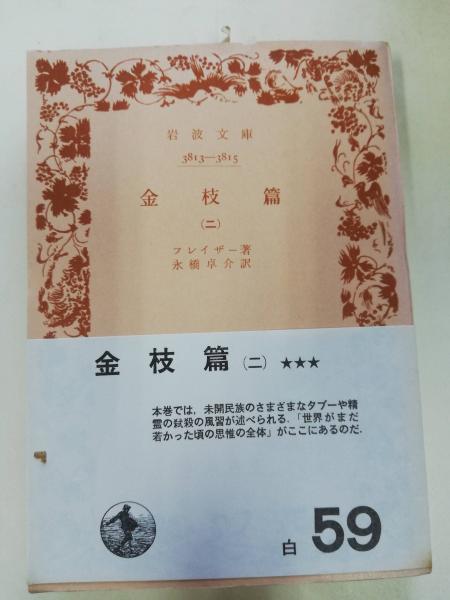 岩波文庫
3813—3815
金枝篇
(二)
フレイザー著
永橋卓介訳
金枝篇(二)★★★
本巻では，未開民族のさまざまなタブーや精
霊の弑殺の風習が述べられる．「世界がまだ
若かった頃の思惟の全体」がここにあるのだ．
白 59